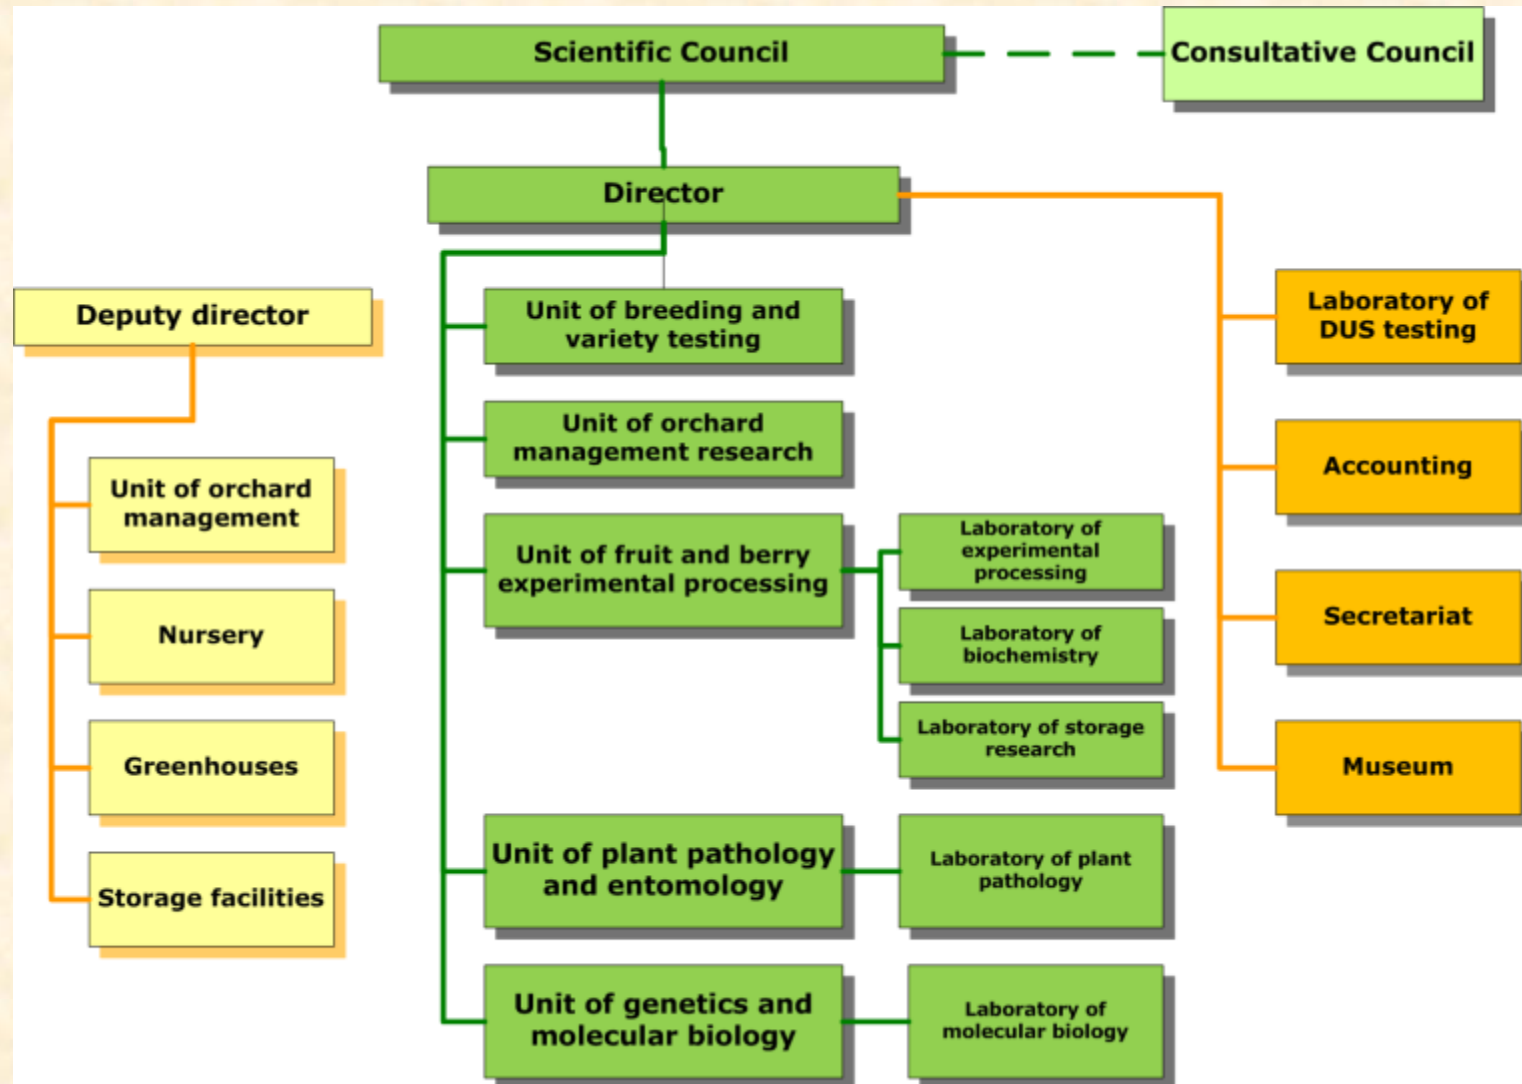 Scientific Council
Consultative Council
Director
Deputy director
Unit of orchard
management
Nursery
Greenhouses
Storage facilities
Unit of breeding and
variety testing
Unit of orchard
management research
Unit of fruit and berry
experimental processing
Laboratory of
experimental
processing
Laboratory of
biochemistry
Laboratory of storage
research
Unit of plant pathology
and entomology
Laboratory of plant
pathology
Unit of genetics and
molecular biology
Laboratory of
molecular biology
Laboratory of
DUS testing
Accounting
Secretariat
Museum